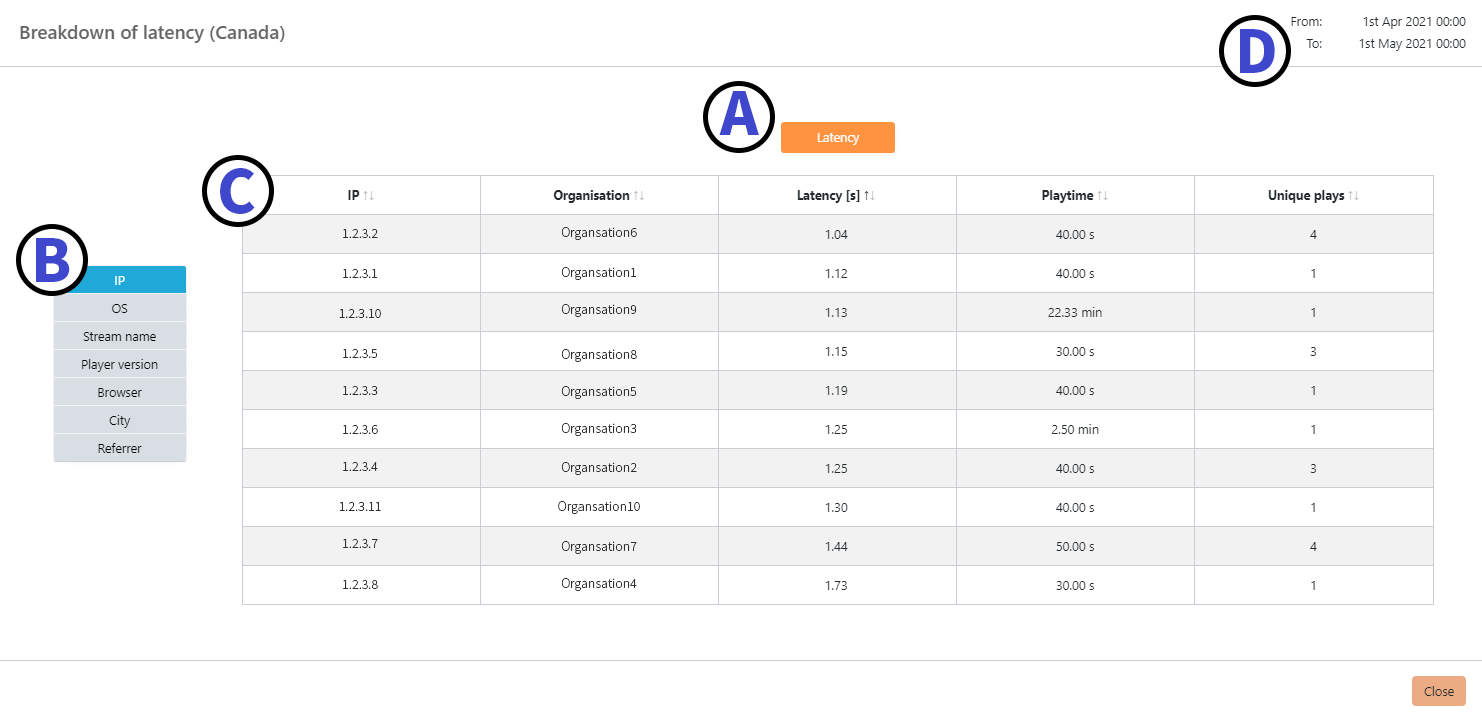 Breakdown of latency (Canada)
D
From: 1st Apr 2021 00:00
To: 1st May 2021 00:00
A
Latency
C
IP ↑↓ Organisation ↑↓ Latency [s] ↑↓ Playtime ↑↓ Unique plays ↑↓
1.2.3.2 Organsation6 1.04 40.00 s 4
1.2.3.1 Organsation1 1.12 40.00 s 1
1.2.3.10 Organsation9 1.13 22.33 min 1
1.2.3.5 Organsation8 1.15 30.00 s 3
1.2.3.3 Organsation5 1.19 40.00 s 1
1.2.3.6 Organsation3 1.25 2.50 min 1
1.2.3.4 Organsation2 1.25 40.00 s 3
1.2.3.11 Organsation10 1.30 40.00 s 1
1.2.3.7 Organsation7 1.44 50.00 s 4
1.2.3.8 Organsation4 1.73 30.00 s 1
B
IP
OS
Stream name
Player version
Browser
City
Referrer
Close